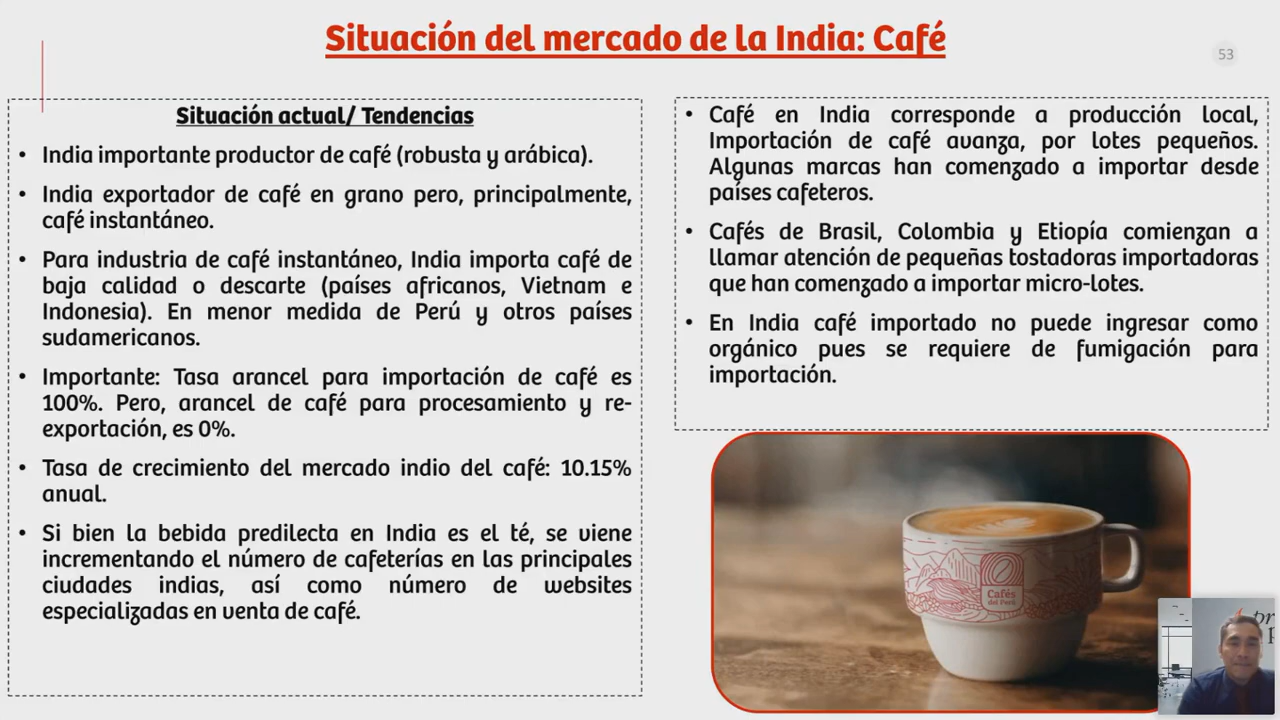 Situación del mercado de la India: Café
53
Situación actual/ Tendencias
• India importante productor de café (robusta y arábica).
• India exportador de café en grano pero, principalmente,
café instantáneo.
• Para industria de café instantáneo, India importa café de
baja calidad o descarte (países africanos, Vietnam e
Indonesia). En menor medida de Perú y otros países
sudamericanos.
• Importante: Tasa arancel para importación de café es
100%. Pero, arancel de café para procesamiento y re-
exportación, es 0%.
• Tasa de crecimiento del mercado indio del café: 10.15%
anual.
• Si bien la bebida predilecta en India es el té, se viene
incrementando el número de cafeterías en las principales
ciudades indias, así como número de websites
especializadas en venta de café.
• Café en India corresponde a producción local,
Importación de café avanza, por lotes pequeños.
Algunas marcas han comenzado a importar desde
países cafeteros.
• Cafés de Brasil, Colombia y Etiopía comienzan a
llamar atención de pequeñas tostadoras importadoras
que han comenzado a importar micro-lotes.
• En India café importado no puede ingresar como
orgánico pues se requiere de fumigación para
importación.
Cafés
del Perú